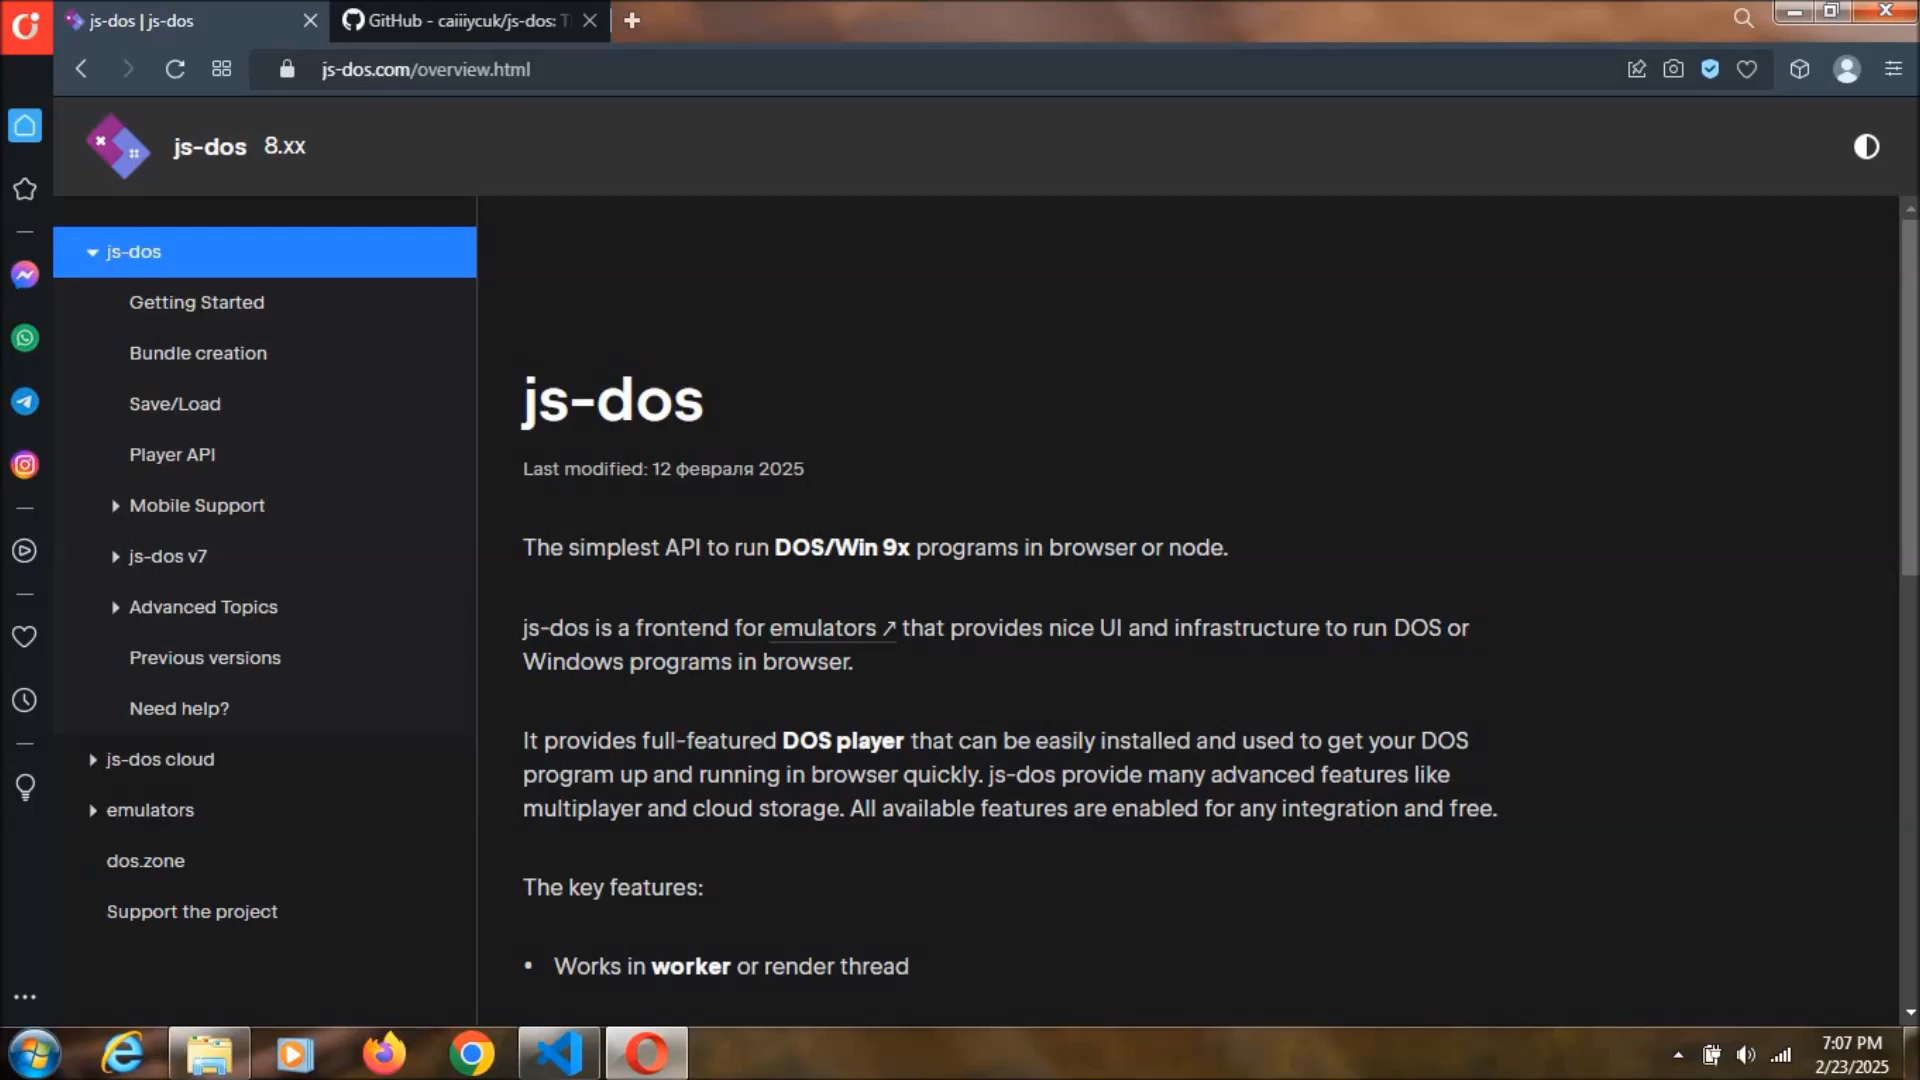 js-dos | js-dos
GitHub - caiiiycuk/js-dos: T
js-dos.com/overview.html
js-dos 8.xx
js-dos
Getting Started
Bundle creation
Save/Load
Player API
Mobile Support
js-dos v7
Advanced Topics
Previous versions
Need help?
js-dos cloud
emulators
dos.zone
Support the project
js-dos
Last modified: 12 февраля 2025
The simplest API to run DOS/Win 9x programs in browser or node.
js-dos is a frontend for emulators ↗ that provides nice UI and infrastructure to run DOS or
Windows programs in browser.
It provides full-featured DOS player that can be easily installed and used to get your DOS
program up and running in browser quickly. js-dos provide many advanced features like
multiplayer and cloud storage. All available features are enabled for any integration and free.
The key features:
• Works in worker or render thread
7:07 PM
2/23/2025